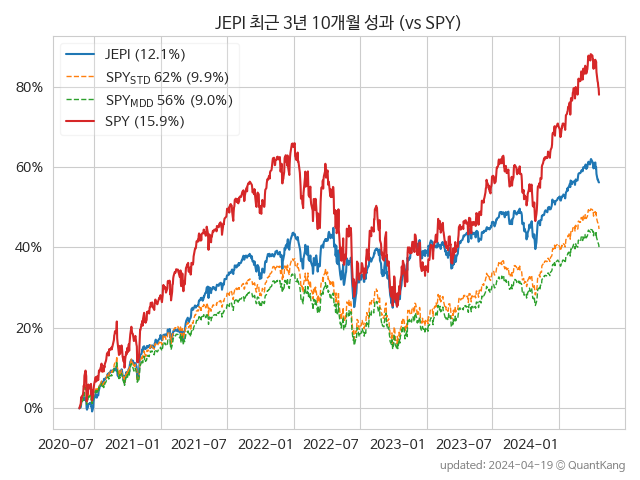 JEPI 최근 3년 10개월 성과 (vs SPY)
JEPI (12.1%)
SPYSTD 62% (9.9%)
SPYMDD 56% (9.0%)
SPY (15.9%)
80%
60%
40%
20%
0%
2020-07 2021-01 2021-07 2022-01 2022-07 2023-01 2023-07 2024-01
updated: 2024-04-19 © QuantKang